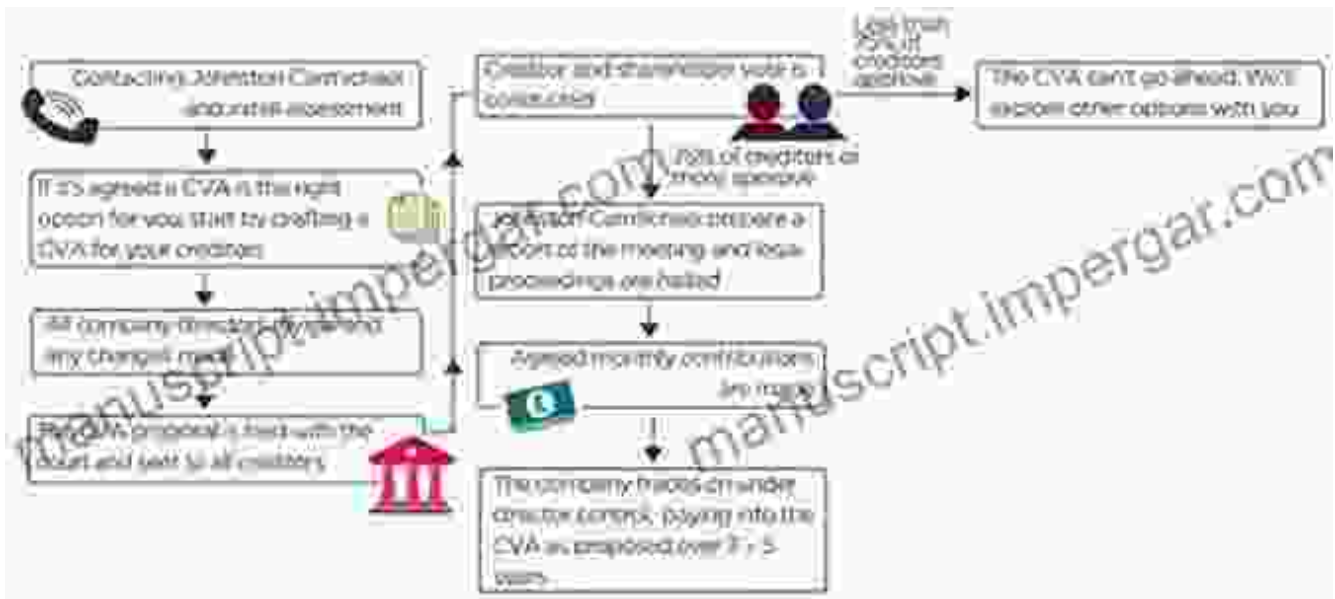 Contacting Johnston Carmichael
and initial assessment
If it's agreed a CVA is the right
option for you, start by drafting a
CVA for your creditors
All company directors and
any changes made
The CVA proposal is filed with the
court and sent to all creditors
Creditor and shareholder vote is
conducted
Less than
75% of
creditors
approve
The CVA can't go ahead. We'll
explore other options with you
75% of creditors or
more approve
Johnston Carmichael prepare a
report of the meeting and legal
proceedings are halted
Agreed monthly contributions
are made
£
The company trades on under
director control, paying into the
CVA as proposed over 5
years
manuscript.impergar.com
manuscript.impergar.com